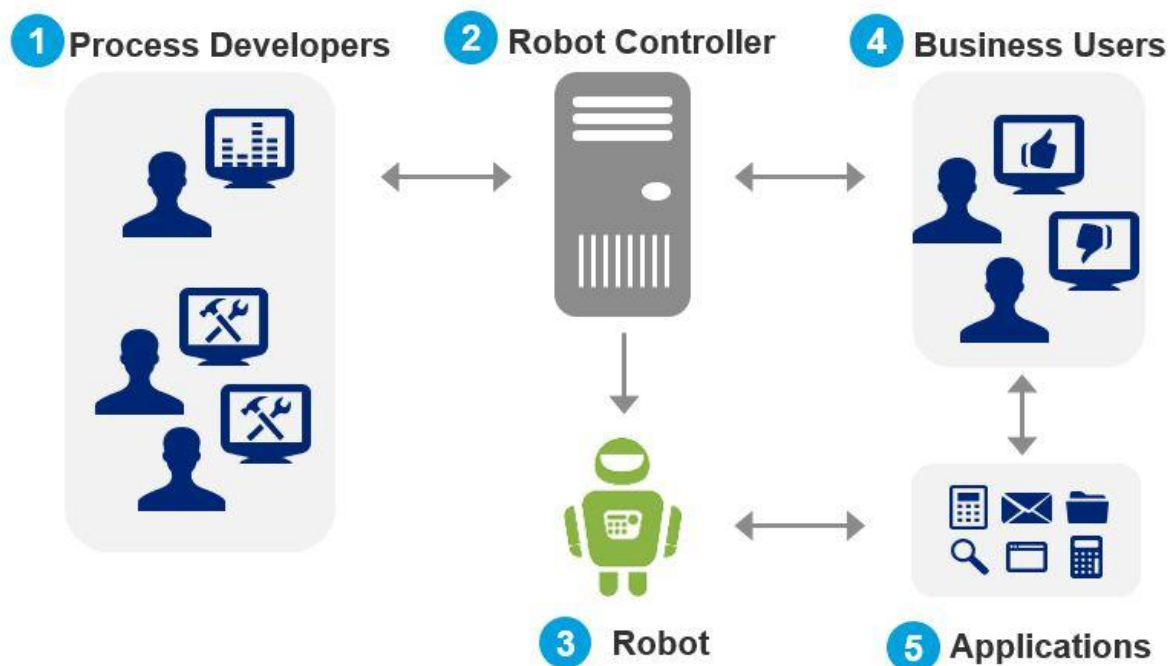 1 Process Developers
2 Robot Controller
4 Business Users
3 Robot
5 Applications